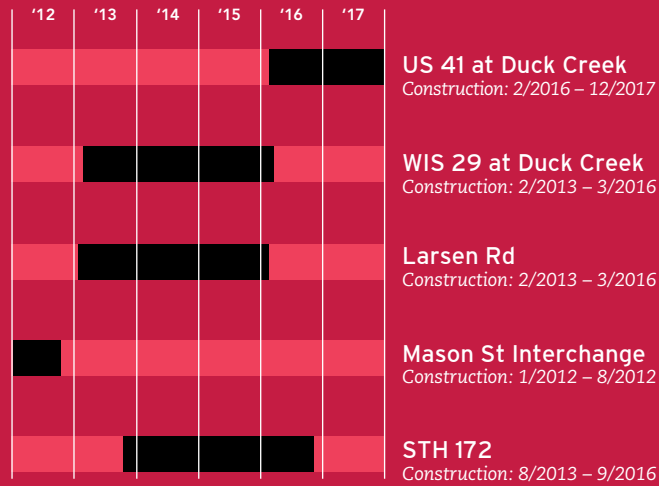 ‘12 ‘13 ‘14 ‘15 ‘16 ‘17
US 41 at Duck Creek
Construction: 2/2016 – 12/2017
WIS 29 at Duck Creek
Construction: 2/2013 – 3/2016
Larsen Rd
Construction: 2/2013 – 3/2016
Mason St Interchange
Construction: 1/2012 – 8/2012
STH 172
Construction: 8/2013 – 9/2016